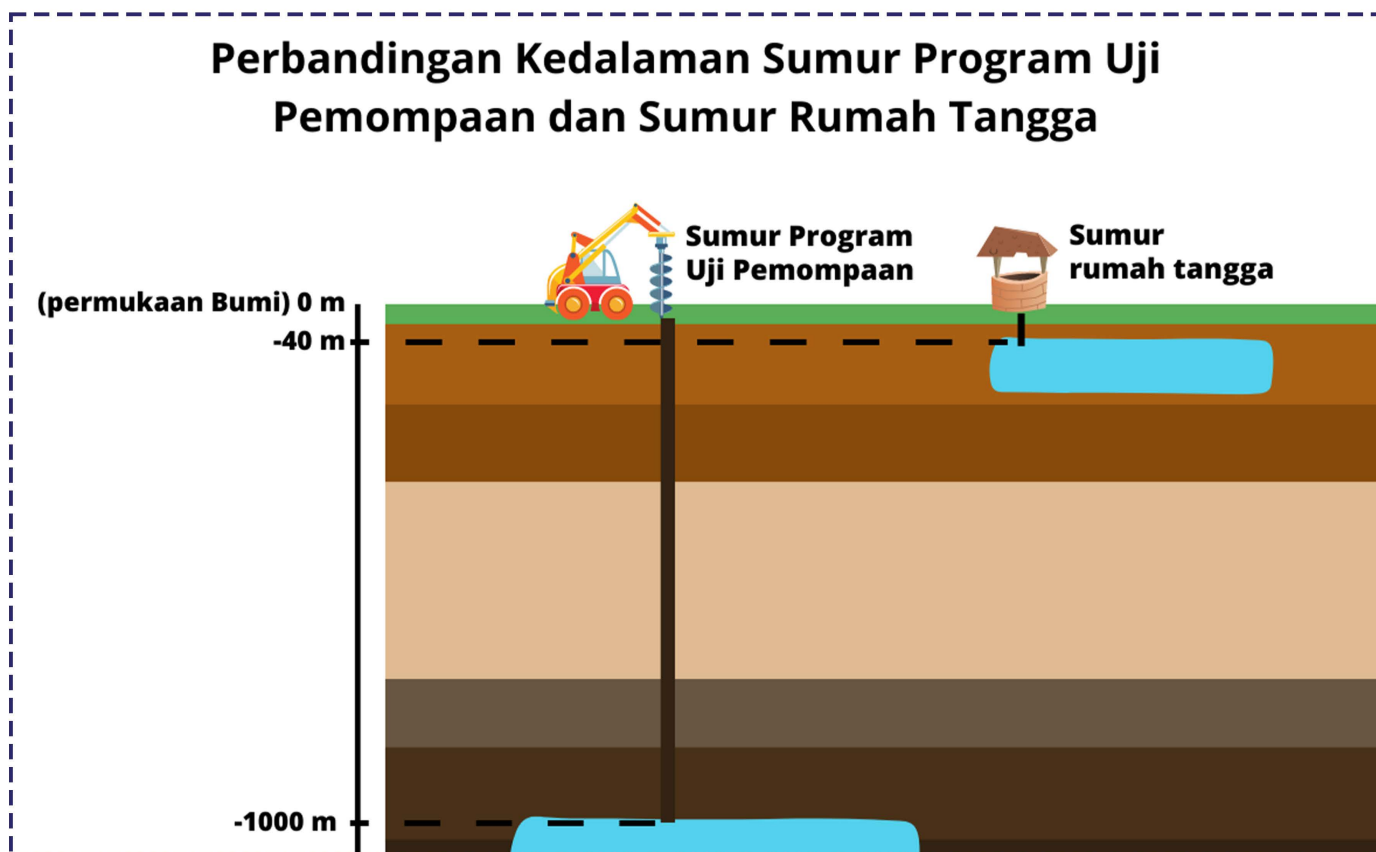 Perbandingan Kedalaman Sumur Program Uji
Pemompaan dan Sumur Rumah Tangga
Sumur Program
Uji Pemompaan
Sumur
rumah tangga
(permukaan Bumi) 0 m
-40 m
-1000 m